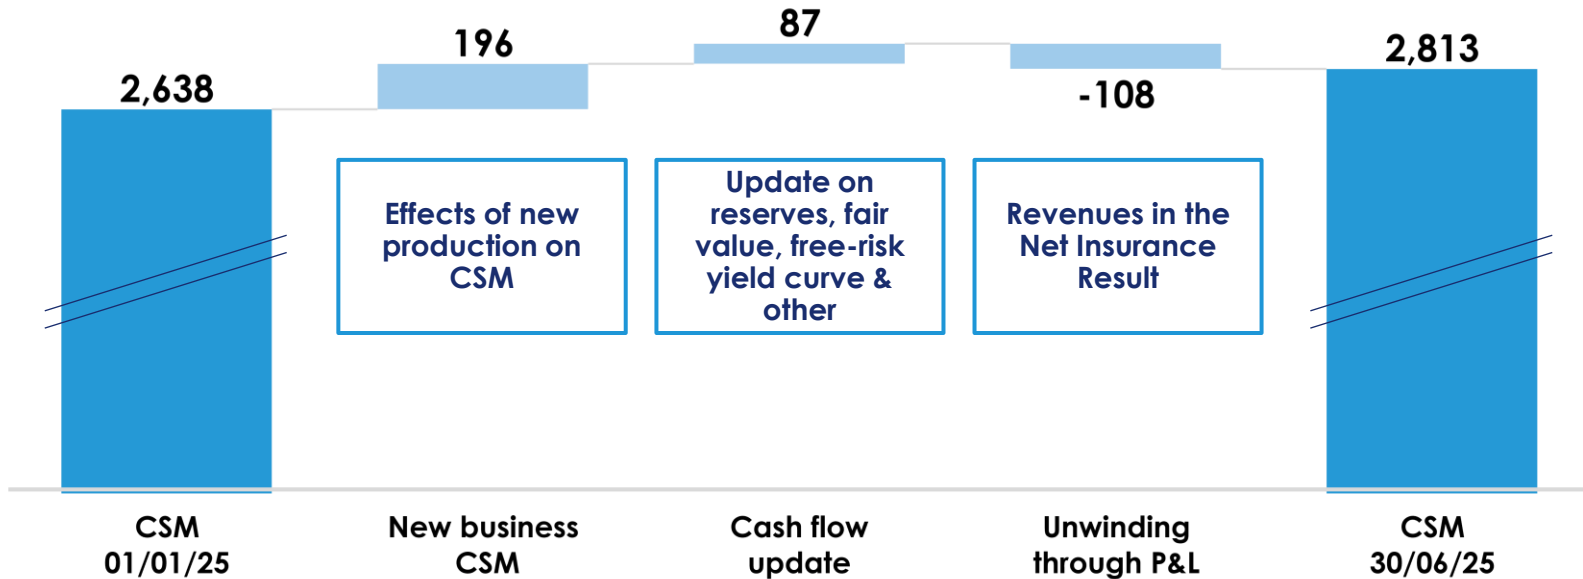 2,638
196
87
-108
2,813
Effects of new
production on
CSM
Update on
reserves, fair
value, free-risk
yield curve &
other
Revenues in the
Net Insurance
Result
CSM
01/01/25
New business
CSM
Cash flow
update
Unwinding
through P&L
CSM
30/06/25